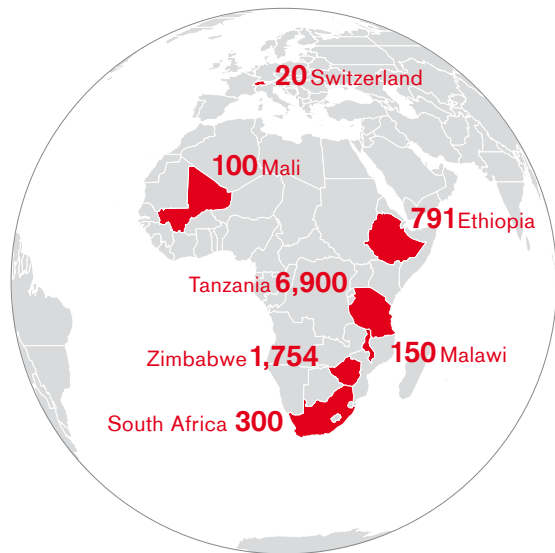 20 Switzerland
100 Mali
791 Ethiopia
Tanzania 6,900
Zimbabwe 1,754
150 Malawi
South Africa 300